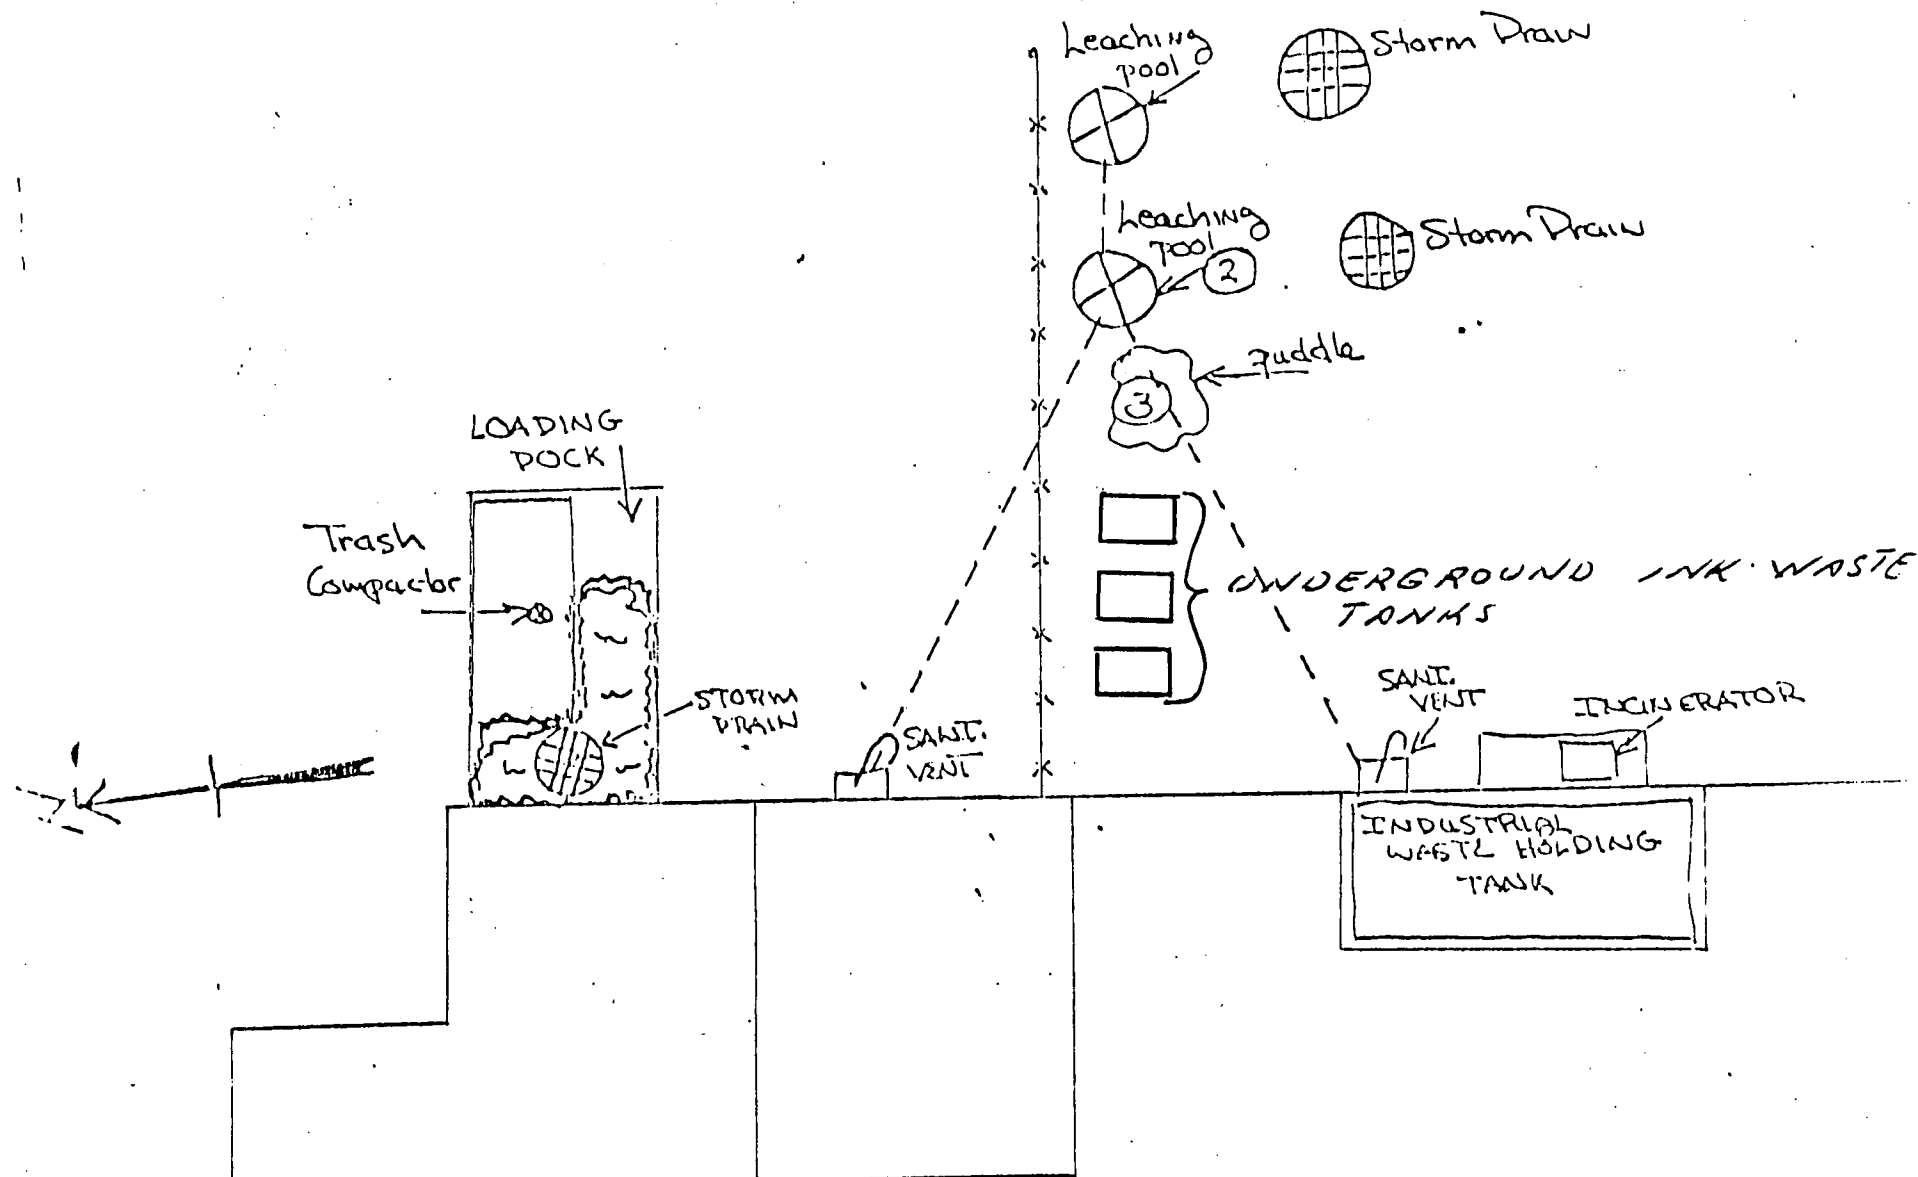 Leaching
pool
Storm Drain
Leaching
pool
2
Storm Drain
puddle
3
LOADING
DOCK
Trash
Compactor
UNDERGROUND INK WASTE
TANKS
STORM
DRAIN
SANI.
VENT
SANI.
VENT
INCINERATOR
INDUSTRIAL
WASTE HOLDING
TANK